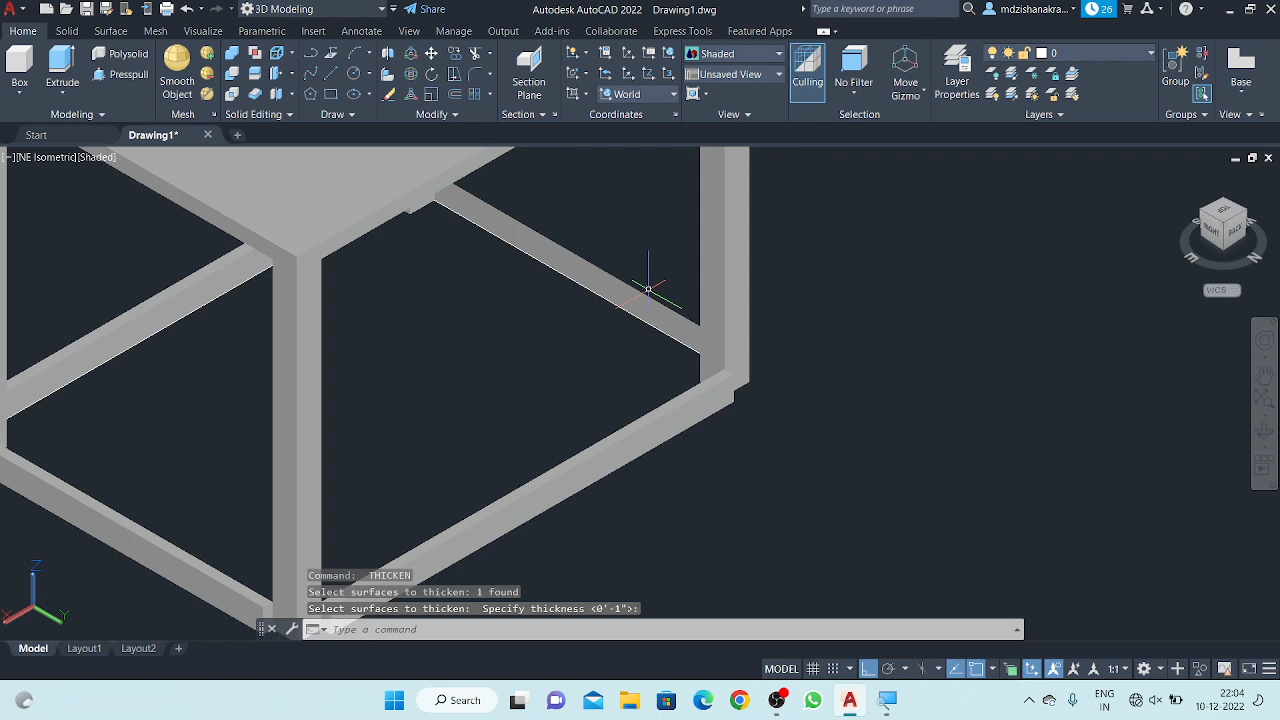 3D Modeling
Share
Autodesk AutoCAD 2022
Drawing1.dwg
Type a keyword or phrase
mdzishanakra...
26
Home
Solid
Surface
Mesh
Visualize
Parametric
Insert
Annotate
View
Manage
Output
Add-ins
Collaborate
Express Tools
Featured Apps
Box
Extrude
Polysolid
Presspull
Smooth
Object
Section
Plane
World
Shaded
Unsaved View
Culling
No Filter
Move
Gizmo
Layer
Properties
0
Group
Base
Modeling
Mesh
Solid Editing
Draw
Modify
Section
Coordinates
View
Selection
Layers
Groups
View
Start
Drawing1*
[−][NE Isometric][Shaded]
TOP
RIGHT
BACK
E
N
WCS
Z
X
Y
Command:  THICKEN
Select surfaces to thicken: 1 found
Select surfaces to thicken:  Specify thickness <0'-1">:
Type a command
Model
Layout1
Layout2
MODEL
1:1
Search
ENG
IN
22:04
10-12-2022